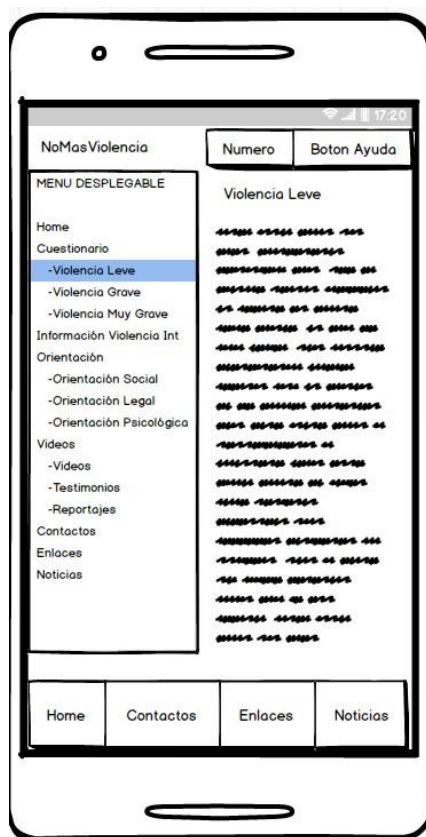 17:20
NoMasViolencia
Numero
Boton Ayuda
MENU DESPLEGABLE
Home
Cuestionario
-Violencia Leve
-Violencia Grave
-Violencia Muy Grave
Información Violencia Int
Orientación
-Orientación Social
-Orientación Legal
-Orientación Psicológica
Videos
-Videos
-Testimonios
-Reportajes
Contactos
Enlaces
Noticias
Violencia Leve
Home
Contactos
Enlaces
Noticias